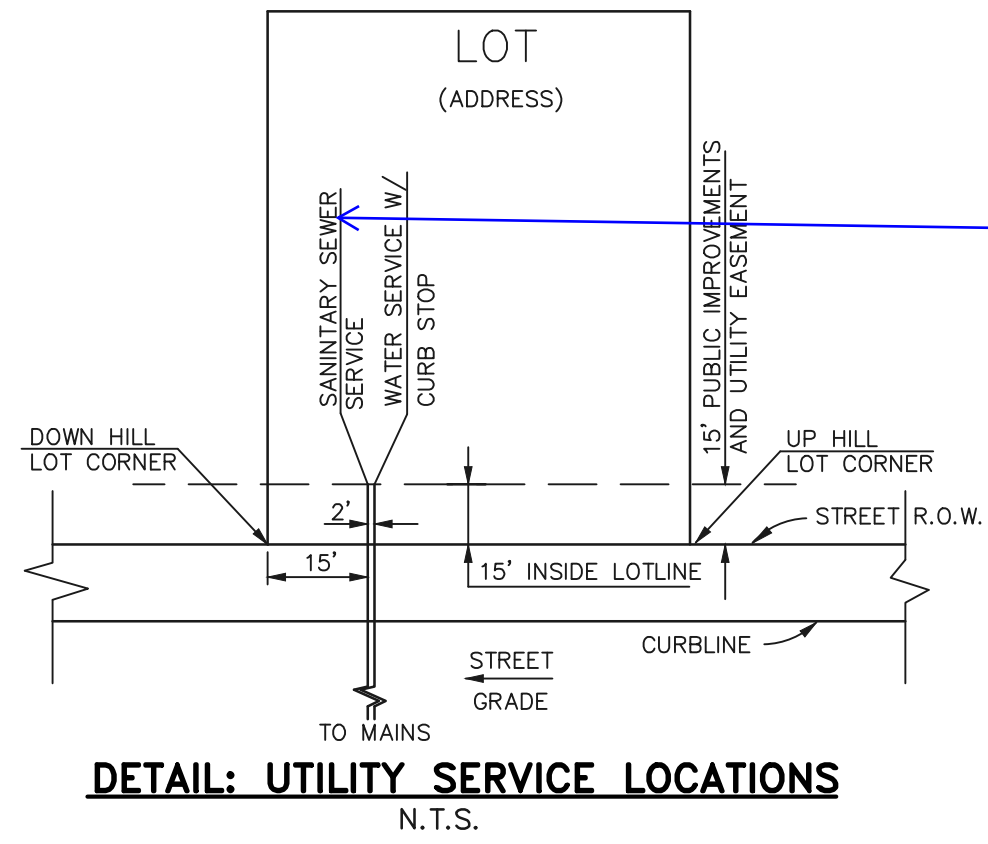 LOT
(ADDRESS)
SANINTARY SEWER
SERVICE
WATER SERVICE W/
CURB STOP
15' PUBLIC IMPROVEMENTS
AND UTILITY EASEMENT
DOWN HILL
LOT CORNER
UP HILL
LOT CORNER
2'
STREET R.O.W.
15'
15' INSIDE LOTLINE
CURBLINE
STREET
GRADE
TO MAINS
DETAIL: UTILITY SERVICE LOCATIONS
N.T.S.